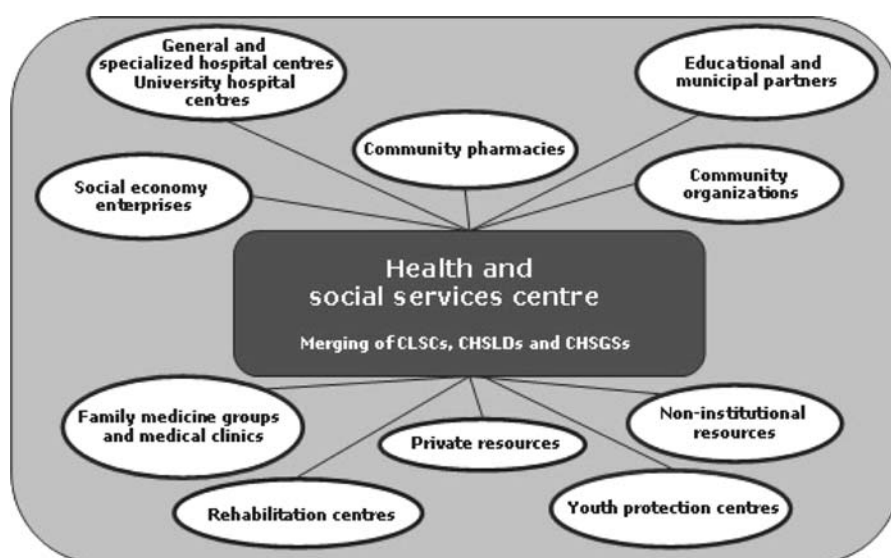 General and
specialized hospital centres
University hospital
centres
Educational and
municipal partners
Community pharmacies
Social economy
enterprises
Community
organizations
Health and
social services centre
Merging of CLSCs, CHSLDs and CHSGSs
Family medicine groups
and medical clinics
Private resources
Non-institutional
resources
Rehabilitation centres
Youth protection centres